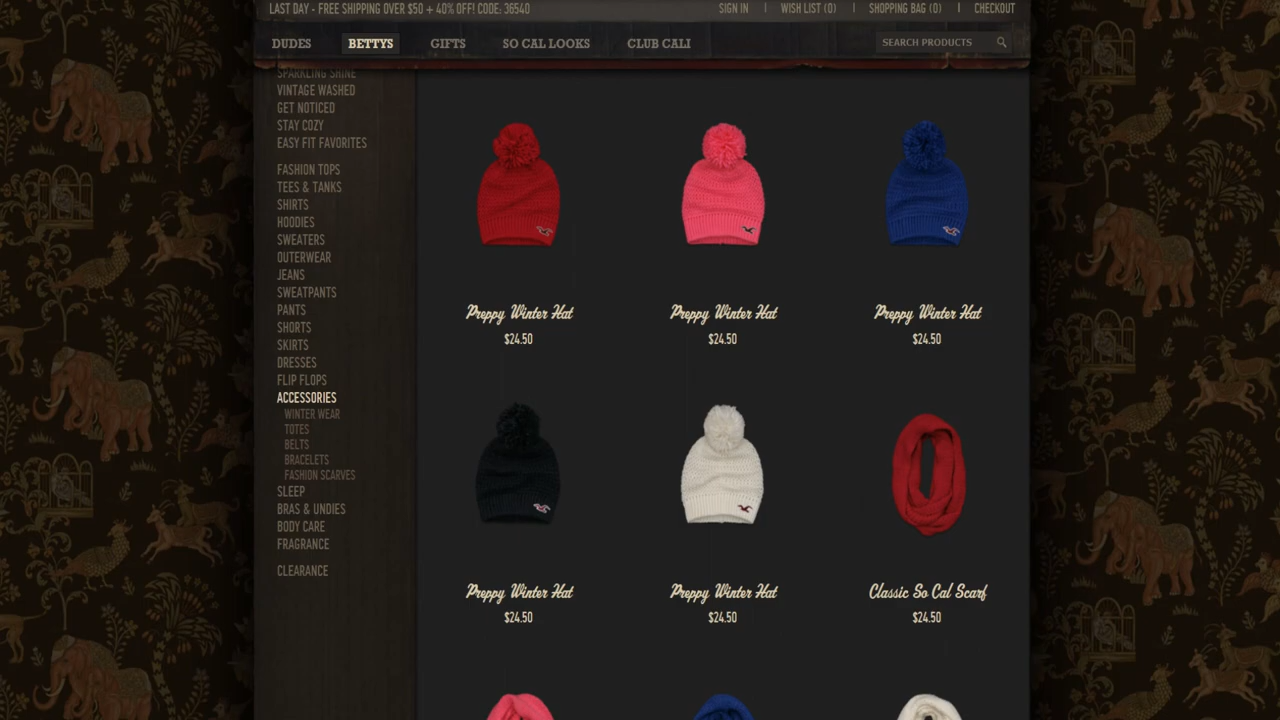 LAST DAY - FREE SHIPPING OVER $50 + 40% OFF! CODE: 36540
SIGN IN
WISH LIST (0)
SHOPPING BAG (0)
CHECKOUT
DUDES
BETTYS
GIFTS
SO CAL LOOKS
CLUB CALI
SEARCH PRODUCTS
SPARKLING SHINE
VINTAGE WASHED
GET NOTICED
STAY COZY
EASY FIT FAVORITES
FASHION TOPS
TEES & TANKS
SHIRTS
HOODIES
SWEATERS
OUTERWEAR
JEANS
SWEATPANTS
PANTS
SHORTS
SKIRTS
DRESSES
FLIP FLOPS
ACCESSORIES
WINTER WEAR
TOTES
BELTS
BRACELETS
FASHION SCARVES
SLEEP
BRAS & UNDIES
BODY CARE
FRAGRANCE
CLEARANCE
Preppy Winter Hat
$24.50
Preppy Winter Hat
$24.50
Preppy Winter Hat
$24.50
Preppy Winter Hat
$24.50
Preppy Winter Hat
$24.50
Classic So Cal Scarf
$24.50